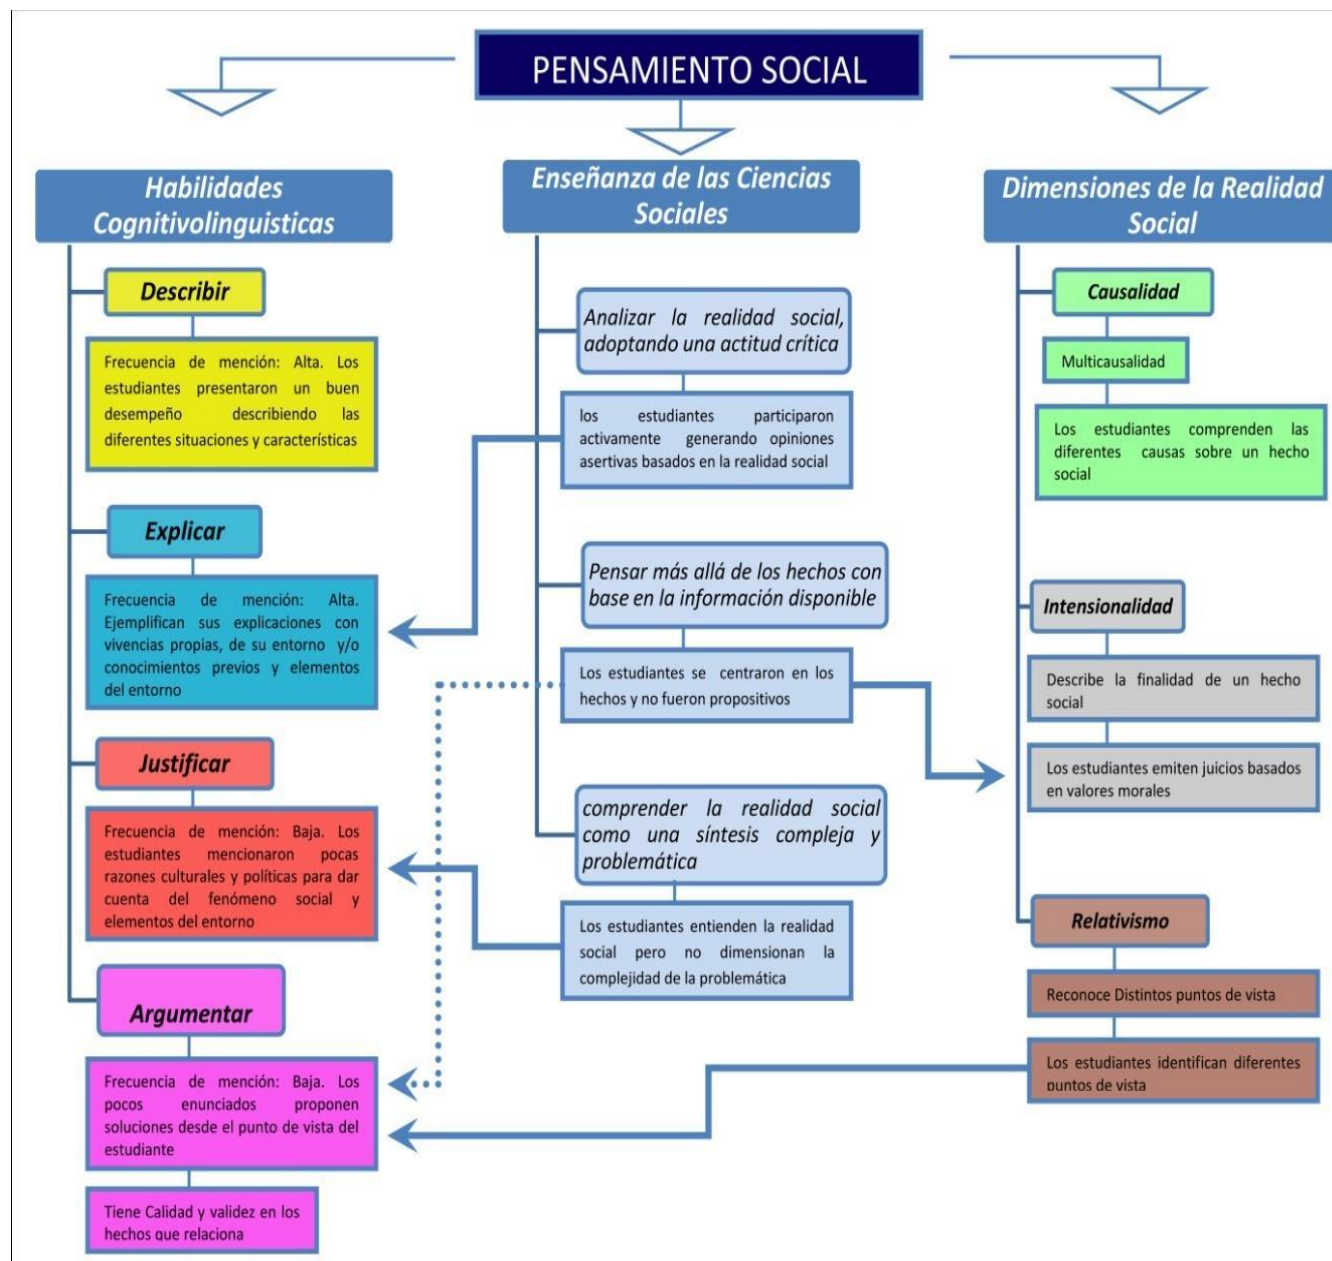 PENSAMIENTO SOCIAL
Habilidades
Cognitivolinguisticas
Describir
Frecuencia de mención: Alta. Los
estudiantes presentaron un buen
desempeño describiendo las
diferentes situaciones y características
Explicar
Frecuencia de mención: Alta.
Ejemplifican sus explicaciones con
vivencias propias, de su entorno y/o
conocimientos previos y elementos
del entorno
Justificar
Frecuencia de mención: Baja. Los
estudiantes mencionaron pocas
razones culturales y políticas para dar
cuenta del fenómeno social y
elementos del entorno
Argumentar
Frecuencia de mención: Baja. Los
pocos enunciados proponen
soluciones desde el punto de vista del
estudiante
Tiene Calidad y validez en los
hechos que relaciona
Enseñanza de las Ciencias
Sociales
Analizar la realidad social,
adoptando una actitud crítica
los estudiantes participaron
activamente generando opiniones
asertivas basados en la realidad social
Pensar más allá de los hechos con
base en la información disponible
Los estudiantes se centraron en los
hechos y no fueron propositivos
comprender la realidad social
como una síntesis compleja y
problemática
Los estudiantes entienden la realidad
social pero no dimensionan la
complejidad de la problemática
Dimensiones de la Realidad
Social
Causalidad
Multicausalidad
Los estudiantes comprenden las
diferentes causas sobre un hecho
social
Intensionalidad
Describe la finalidad de un hecho
social
Los estudiantes emiten juicios basados
en valores morales
Relativismo
Reconoce Distintos puntos de vista
Los estudiantes identifican diferentes
puntos de vista